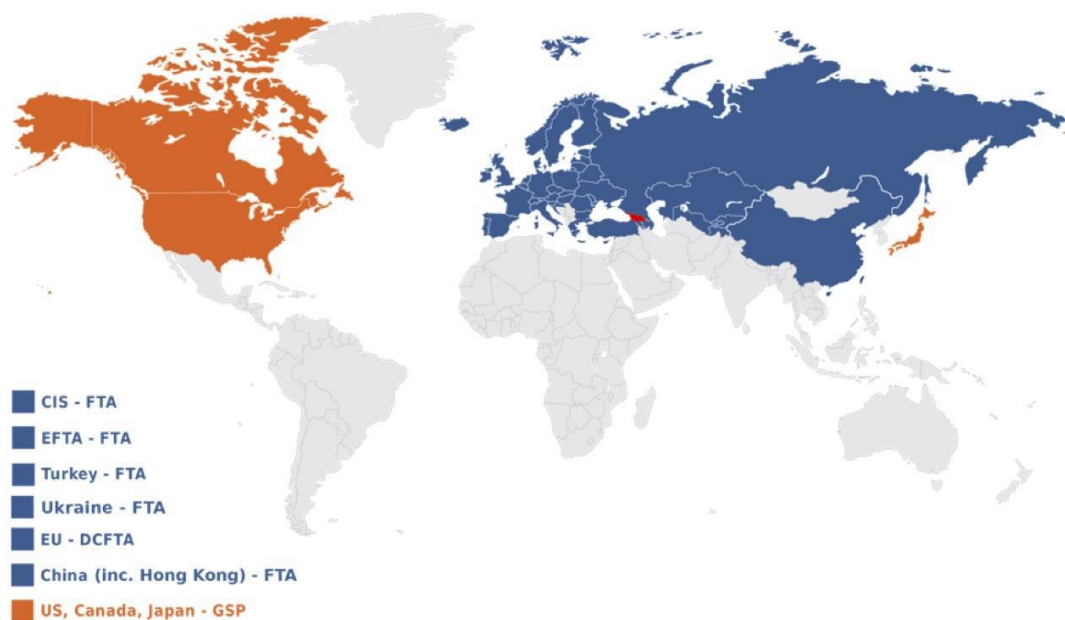 CIS - FTA
EFTA - FTA
Turkey - FTA
Ukraine - FTA
EU - DCFTA
China (inc. Hong Kong) - FTA
US, Canada, Japan - GSP